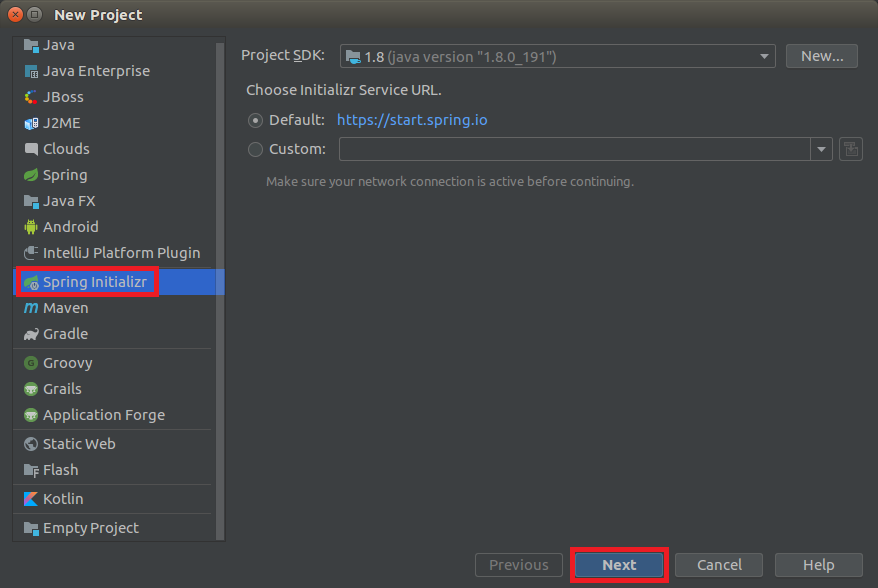 New Project
Java
Java Enterprise
JBoss
J2ME
Clouds
Spring
Java FX
Android
IntelliJ Platform Plugin
Spring Initializr
Maven
Gradle
Groovy
Grails
Application Forge
Static Web
Flash
Kotlin
Empty Project
Project SDK: 1.8 (java version "1.8.0_191") New...
Choose Initializr Service URL.
Default: https://start.spring.io
Custom:
Make sure your network connection is active before continuing.
Previous Next Cancel Help